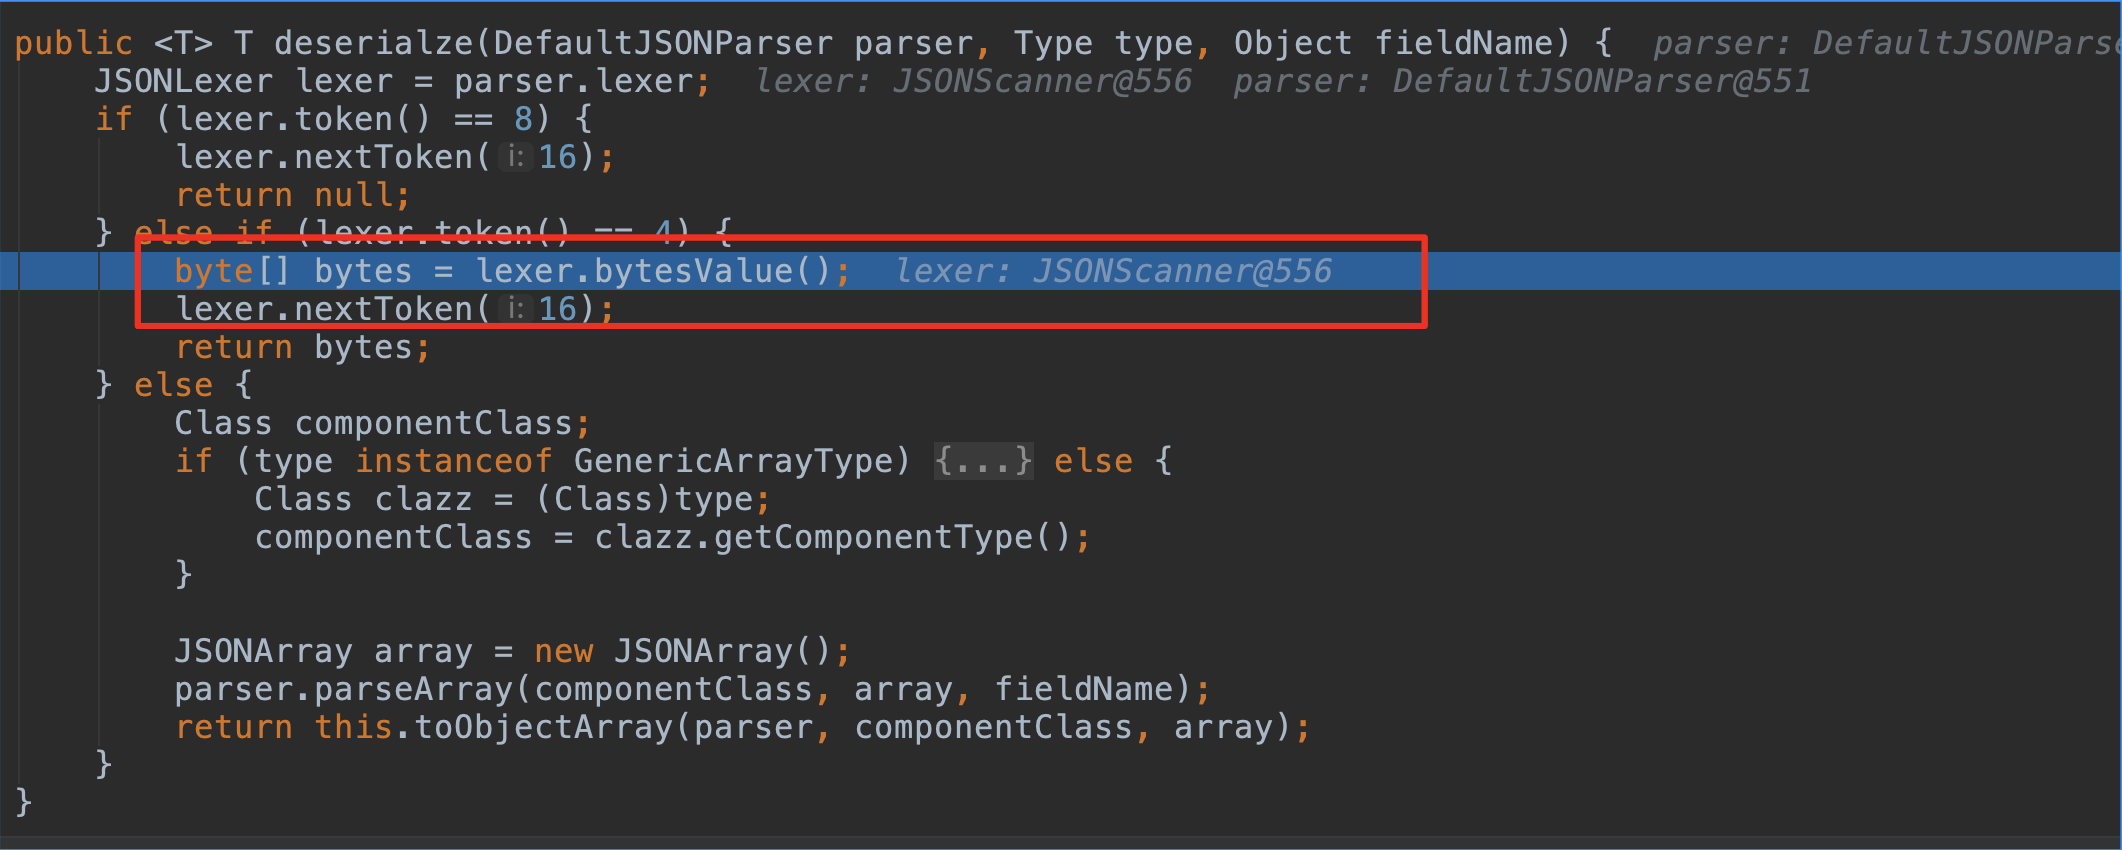 public <T> T deserialze(DefaultJSONParser parser, Type type, Object fieldName) {  parser: DefaultJSONParse
    JSONLexer lexer = parser.lexer;  lexer: JSONScanner@556  parser: DefaultJSONParser@551
    if (lexer.token() == 8) {
        lexer.nextToken( i: 16);
        return null;
    } else if (lexer.token() == 4) {
        byte[] bytes = lexer.bytesValue();  lexer: JSONScanner@556
        lexer.nextToken( i: 16);
        return bytes;
    } else {
        Class componentClass;
        if (type instanceof GenericArrayType) {...} else {
            Class clazz = (Class)type;
            componentClass = clazz.getComponentType();
        }
        JSONArray array = new JSONArray();
        parser.parseArray(componentClass, array, fieldName);
        return this.toObjectArray(parser, componentClass, array);
    }
}